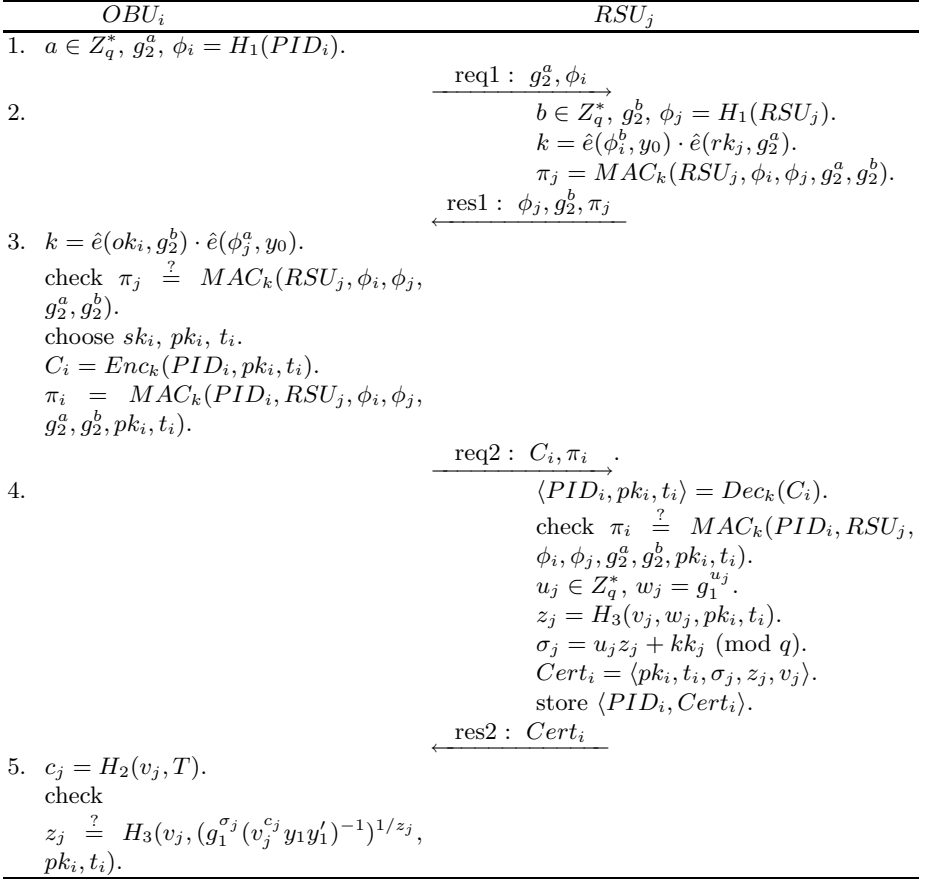 OBU_i RSU_j
1. a ∈ Z_q^*, g_2^a, φ_i = H_1(PID_i).
req1 : g_2^a, φ_i
2. b ∈ Z_q^*, g_2^b, φ_j = H_1(RSU_j).
k = ê(φ_i^b, y_0) · ê(rk_j, g_2^a).
π_j = MAC_k(RSU_j, φ_i, φ_j, g_2^a, g_2^b).
res1 : φ_j, g_2^b, π_j
3. k = ê(ok_i, g_2^b) · ê(φ_j^a, y_0).
check π_j ≟ MAC_k(RSU_j, φ_i, φ_j,
g_2^a, g_2^b).
choose sk_i, pk_i, t_i.
C_i = Enc_k(PID_i, pk_i, t_i).
π_i = MAC_k(PID_i, RSU_j, φ_i, φ_j,
g_2^a, g_2^b, pk_i, t_i).
req2 : C_i, π_i .
4. ⟨PID_i, pk_i, t_i⟩ = Dec_k(C_i).
check π_i ≟ MAC_k(PID_i, RSU_j,
φ_i, φ_j, g_2^a, g_2^b, pk_i, t_i).
u_j ∈ Z_q^*, w_j = g_1^{u_j}.
z_j = H_3(v_j, w_j, pk_i, t_i).
σ_j = u_j z_j + kk_j (mod q).
Cert_i = ⟨pk_i, t_i, σ_j, z_j, v_j⟩.
store ⟨PID_i, Cert_i⟩.
res2 : Cert_i
5. c_j = H_2(v_j, T).
check
z_j ≟ H_3(v_j, (g_1^{σ_j}(v_j^{c_j} y_1 y_1')^{-1})^{1/z_j},
pk_i, t_i).